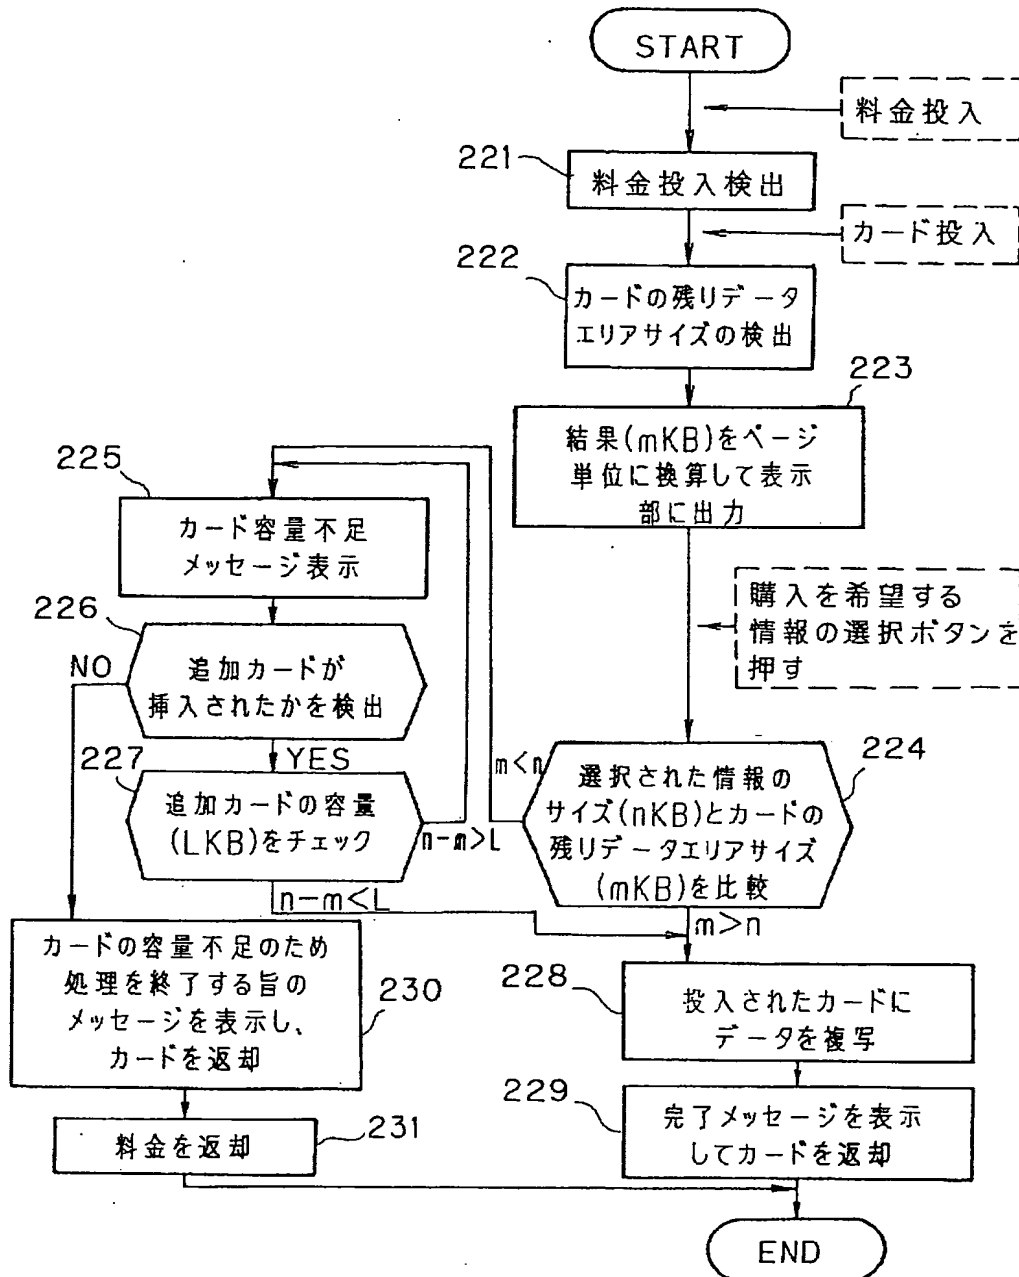 START
料金投入
221
料金投入検出
カード投入
222
カードの残りデータ
エリアサイズの検出
223
結果(mKB)をページ
単位に換算して表示
部に出力
225
カード容量不足
メッセージ表示
購入を希望する
情報の選択ボタンを
押す
226
NO
追加カードが
挿入されたかを検出
YES
227
追加カードの容量
(LKB)をチェック
n-m>L
n-m<L
m<n
224
選択された情報の
サイズ(nKB)とカードの
残りデータエリアサイズ
(mKB)を比較
m>n
カードの容量不足のため
処理を終了する旨の
メッセージを表示し、
カードを返却
230
228
投入されたカードに
データを複写
229
完了メッセージを表示
してカードを返却
料金を返却
231
END